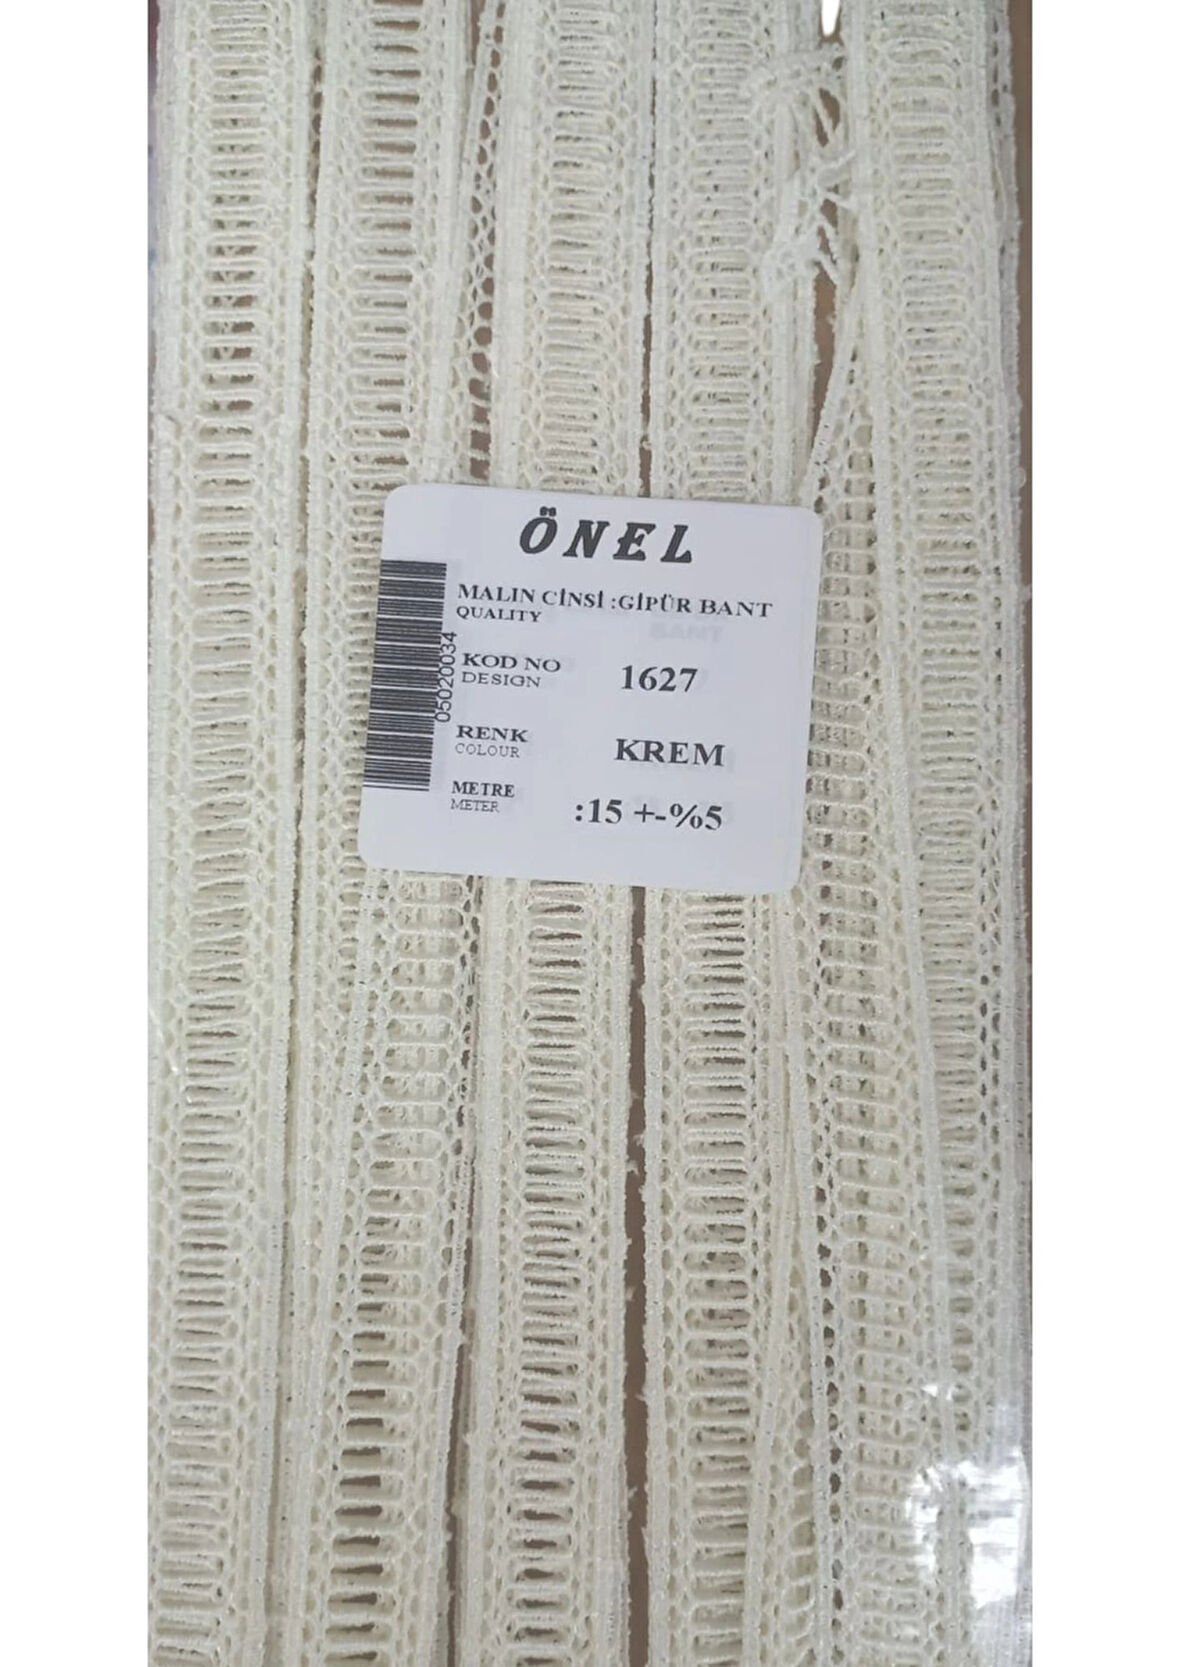 ÖNEL
MALIN CİNSİ :GİPÜR BANT
QUALITY
KOD NO 1627
DESIGN
RENK KREM
COLOUR
METRE :15 +-%5
METER
05020034